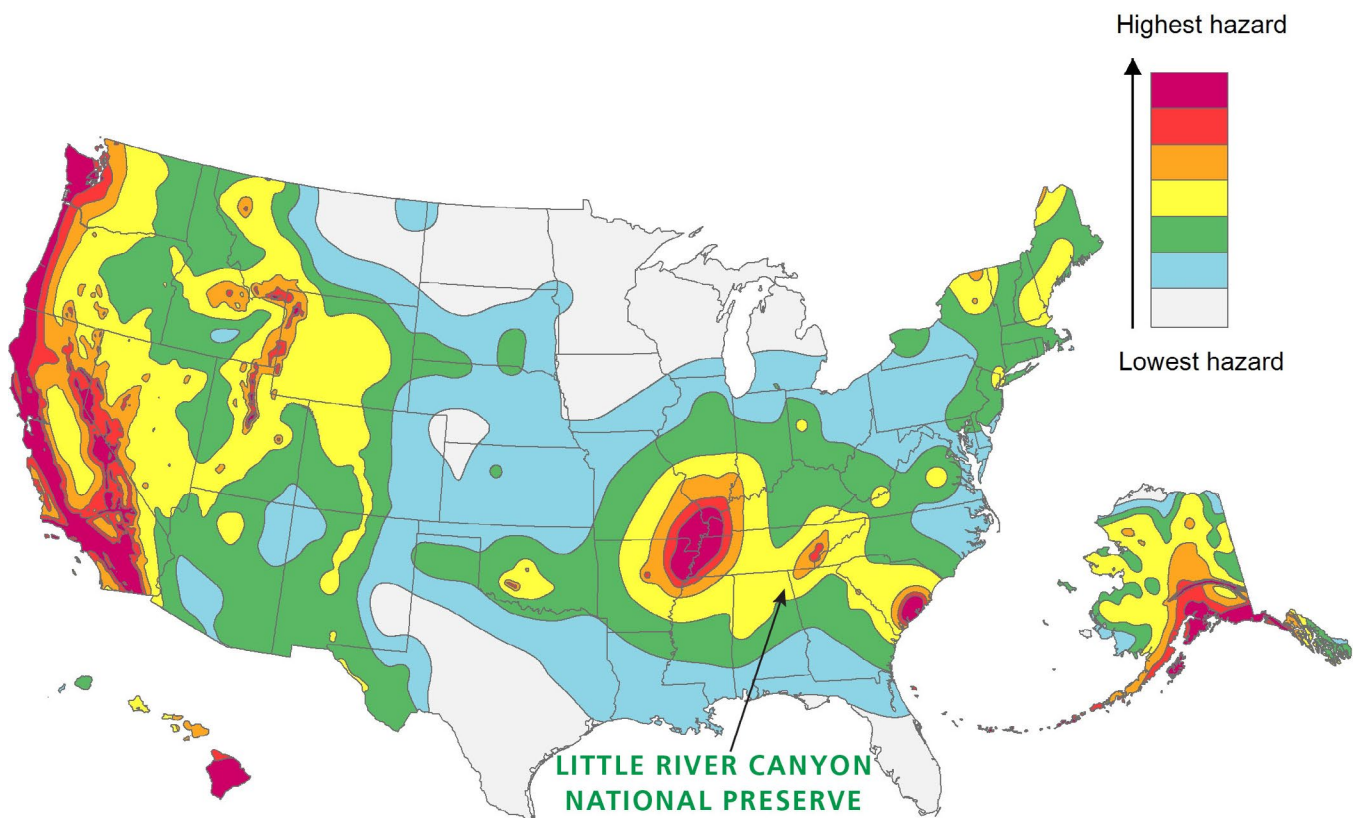 Highest hazard
Lowest hazard
LITTLE RIVER CANYON
NATIONAL PRESERVE